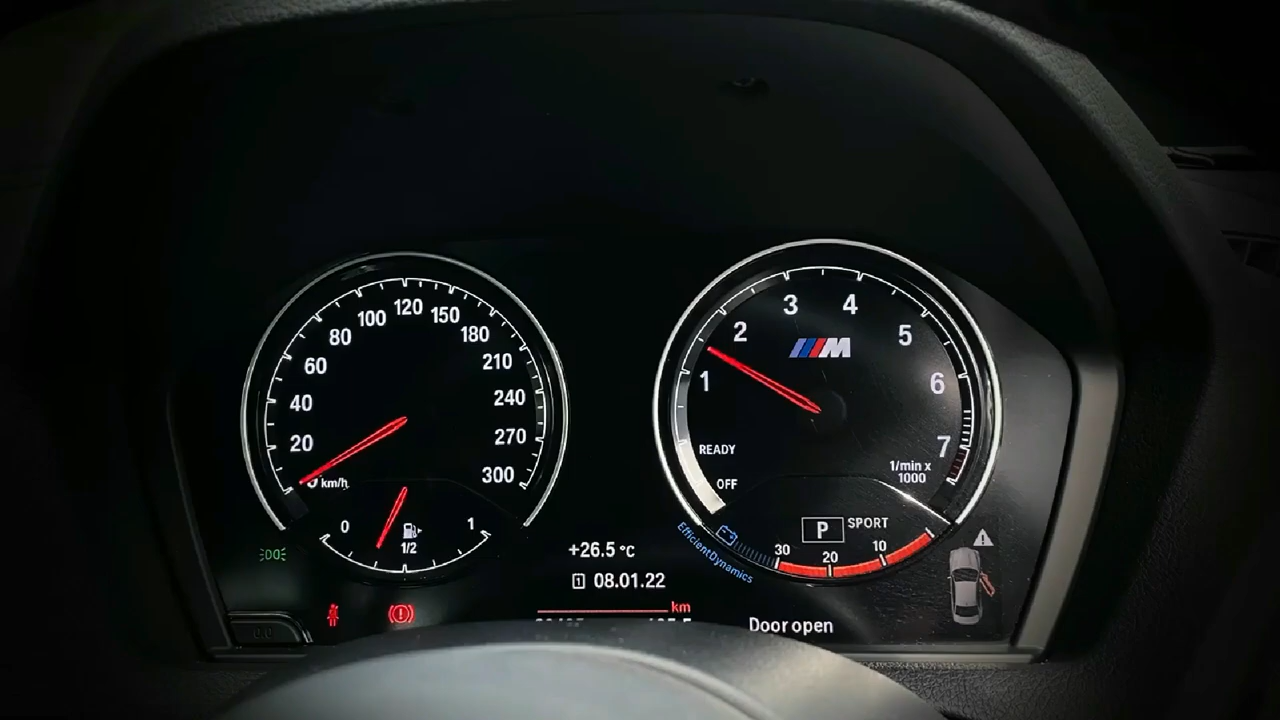 20
40
60
80
100
120
150
180
210
240
270
300
0 km/h
0
1/2
1
1
2
3
4
5
6
7
M
READY
OFF
1/min x
1000
P SPORT
30
20
10
EfficientDynamics
+26.5 °C
1 08.01.22
km
Door open